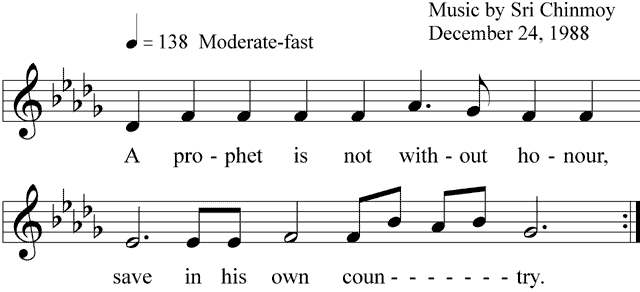 Music by Sri Chinmoy
December 24, 1988
= 138 Moderate-fast
A pro - phet is not with - out ho - nour,
save in his own coun - - - - - - - try.